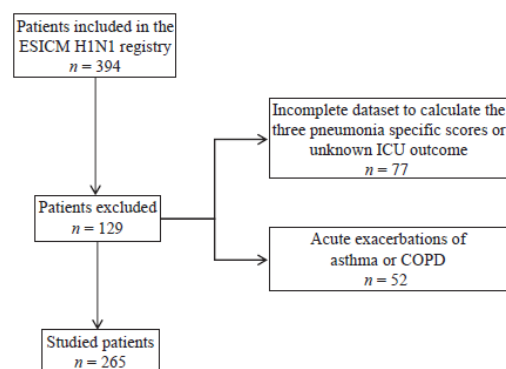 Patients included in the
ESICM H1N1 registry
n = 394
Incomplete dataset to calculate the
three pneumonia specific scores or
unknown ICU outcome
n = 77
Patients excluded
n = 129
Acute exacerbations of
asthma or COPD
n = 52
Studied patients
n = 265